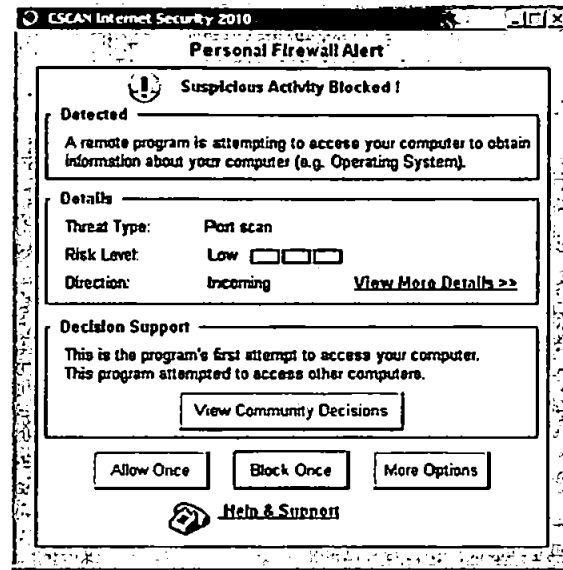 CSCAN Internet Security 2010
Personal Firewall Alert
Suspicious Activity Blocked !
Detected
A remote program is attempting to access your computer to obtain
information about your computer (e.g. Operating System).
Details
Threat Type: Port scan
Risk Level: Low
Direction: Incoming View More Details >>
Decision Support
This is the program's first attempt to access your computer.
This program attempted to access other computers.
View Community Decisions
Allow Once Block Once More Options
Help & Support